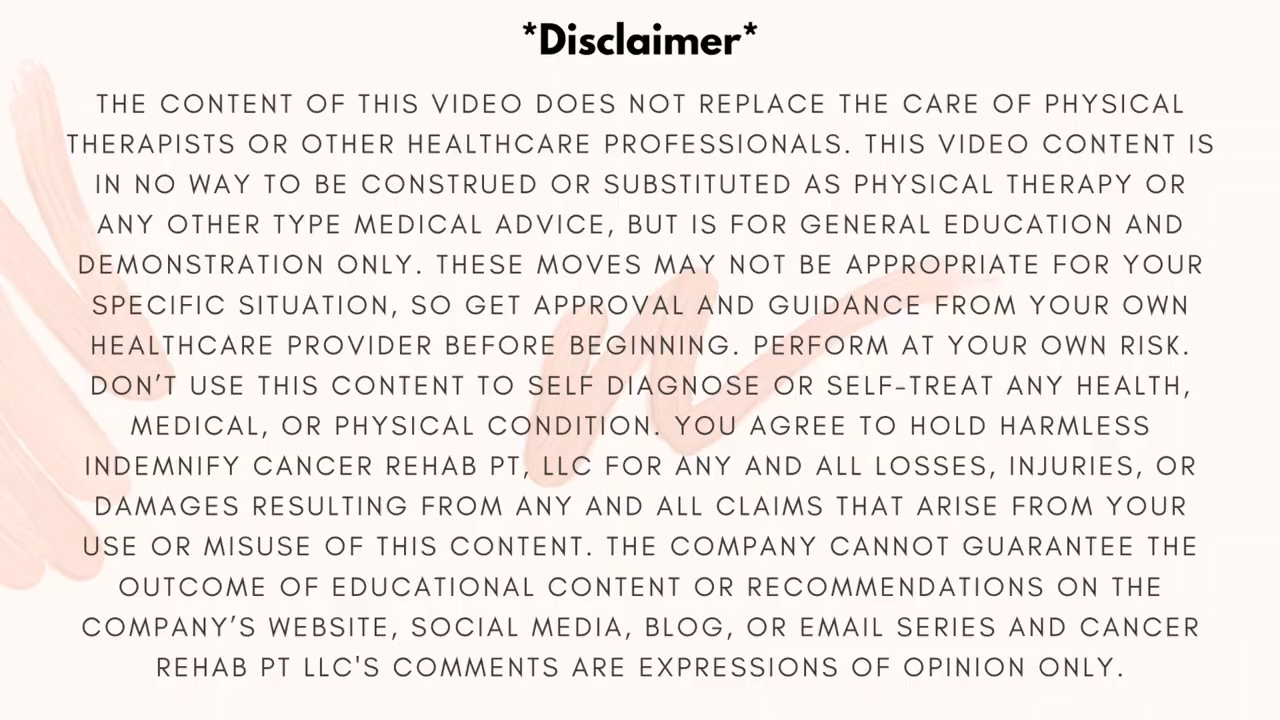 *Disclaimer*
THE CONTENT OF THIS VIDEO DOES NOT REPLACE THE CARE OF PHYSICAL
THERAPISTS OR OTHER HEALTHCARE PROFESSIONALS. THIS VIDEO CONTENT IS
IN NO WAY TO BE CONSTRUED OR SUBSTITUTED AS PHYSICAL THERAPY OR
ANY OTHER TYPE MEDICAL ADVICE, BUT IS FOR GENERAL EDUCATION AND
DEMONSTRATION ONLY. THESE MOVES MAY NOT BE APPROPRIATE FOR YOUR
SPECIFIC SITUATION, SO GET APPROVAL AND GUIDANCE FROM YOUR OWN
HEALTHCARE PROVIDER BEFORE BEGINNING. PERFORM AT YOUR OWN RISK.
DON’T USE THIS CONTENT TO SELF DIAGNOSE OR SELF-TREAT ANY HEALTH,
MEDICAL, OR PHYSICAL CONDITION. YOU AGREE TO HOLD HARMLESS
INDEMNIFY CANCER REHAB PT, LLC FOR ANY AND ALL LOSSES, INJURIES, OR
DAMAGES RESULTING FROM ANY AND ALL CLAIMS THAT ARISE FROM YOUR
USE OR MISUSE OF THIS CONTENT. THE COMPANY CANNOT GUARANTEE THE
OUTCOME OF EDUCATIONAL CONTENT OR RECOMMENDATIONS ON THE
COMPANY’S WEBSITE, SOCIAL MEDIA, BLOG, OR EMAIL SERIES AND CANCER
REHAB PT LLC'S COMMENTS ARE EXPRESSIONS OF OPINION ONLY.